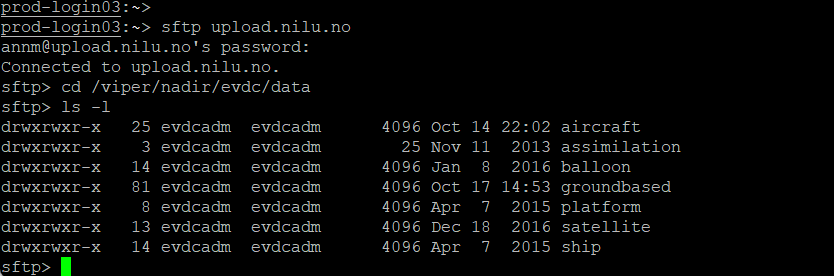 prod-login03:~>
prod-login03:~> sftp upload.nilu.no
annm@upload.nilu.no's password:
Connected to upload.nilu.no.
sftp> cd /viper/nadir/evdc/data
sftp> ls -l
drwxrwxr-x   25 evdcadm  evdcadm      4096 Oct 14 22:02 aircraft
drwxrwxr-x    3 evdcadm  evdcadm        25 Nov 11  2013 assimilation
drwxrwxr-x   14 evdcadm  evdcadm      4096 Jan  8  2016 balloon
drwxrwxr-x   81 evdcadm  evdcadm      4096 Oct 17 14:53 groundbased
drwxrwxr-x    8 evdcadm  evdcadm      4096 Apr  7  2015 platform
drwxrwxr-x   13 evdcadm  evdcadm      4096 Dec 18  2016 satellite
drwxrwxr-x   14 evdcadm  evdcadm      4096 Apr  7  2015 ship
sftp>